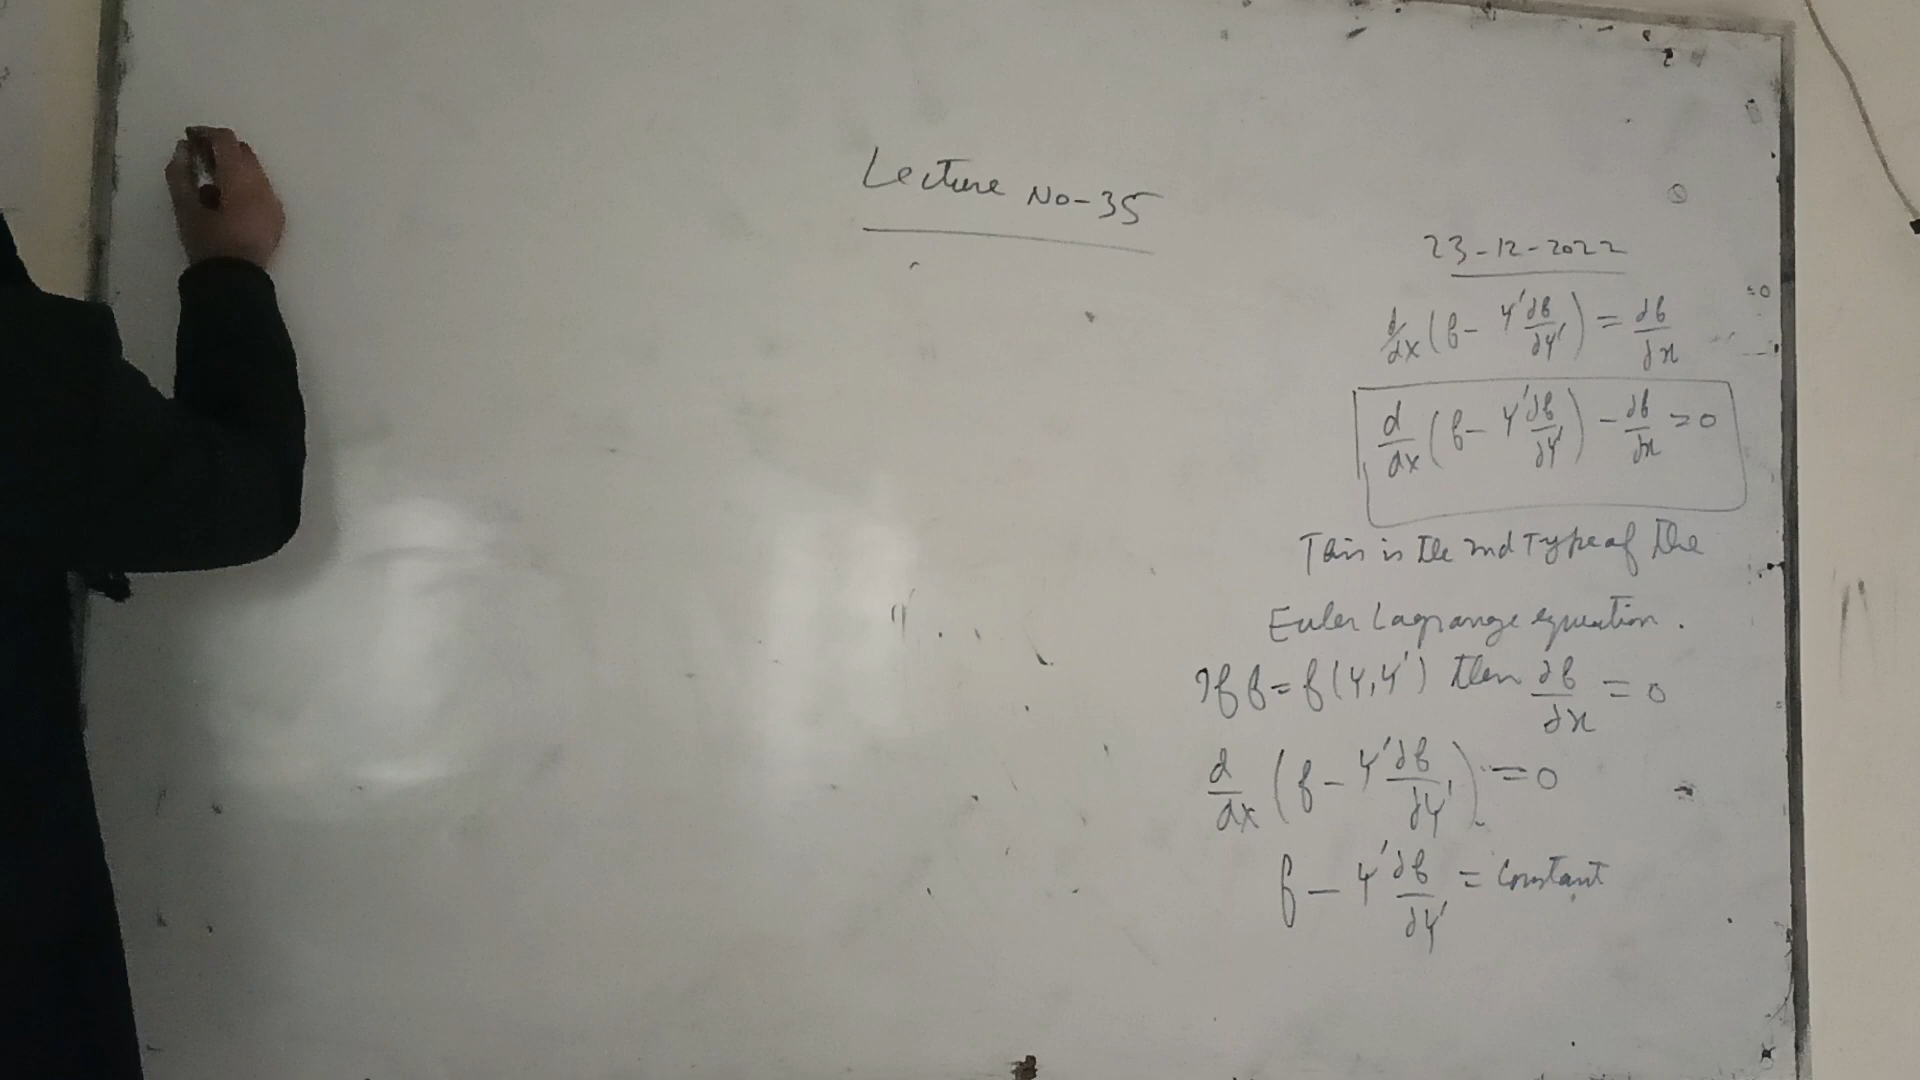 Lecture No-35
23-12-2022
d/dx (f - y' ∂f/∂y') = ∂f/∂x
d/dx (f - y' ∂f/∂y') - ∂f/∂x = 0
This is the 2nd Type of the
Euler Lagrange equation.
If f = f(y, y') then ∂f/∂x = 0
d/dx (f - y' ∂f/∂y') = 0
f - y' ∂f/∂y' = Constant